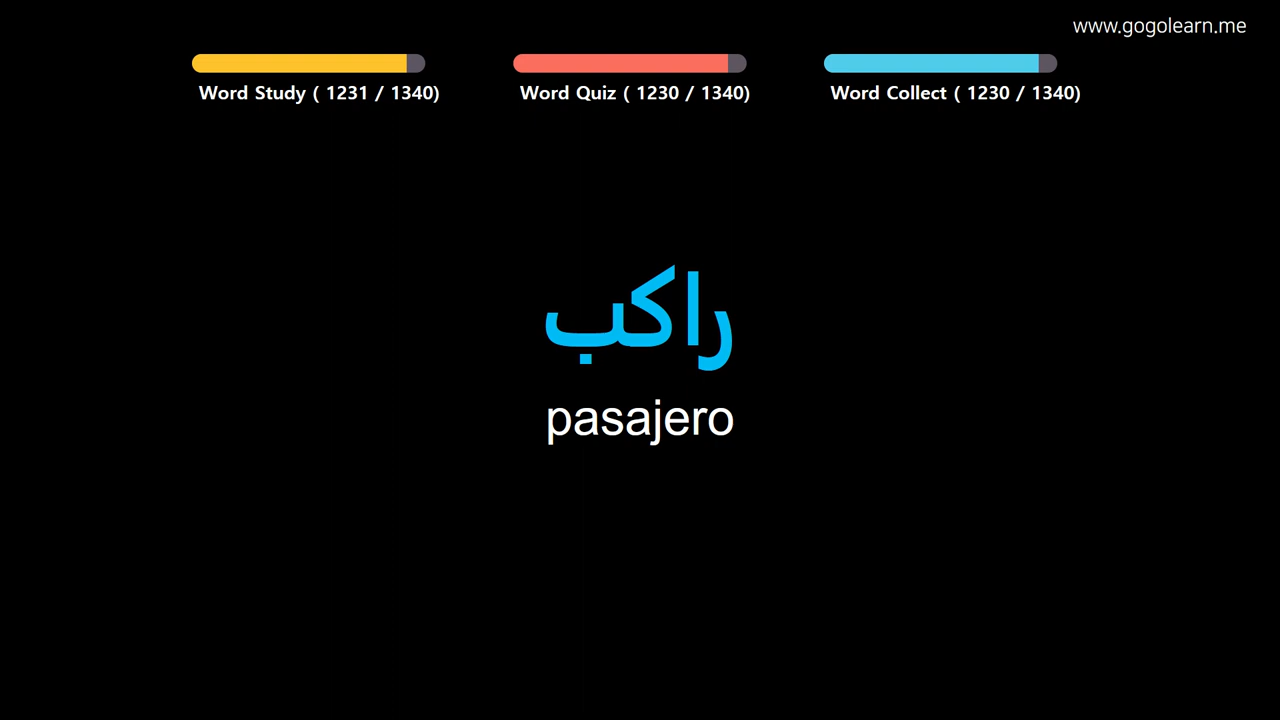 www.gogolearn.me
Word Study ( 1231 / 1340)
Word Quiz ( 1230 / 1340)
Word Collect ( 1230 / 1340)
راكب
pasajero